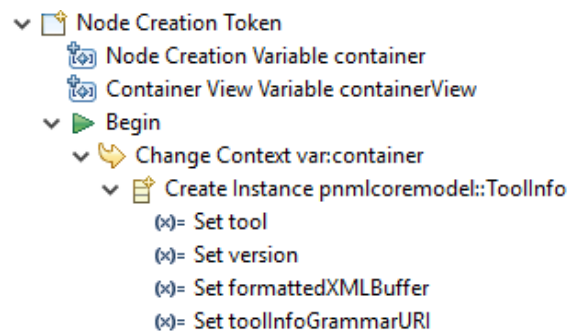 Node Creation Token
Node Creation Variable container
Container View Variable containerView
Begin
Change Context var:container
Create Instance pnmlcoremodel::ToolInfo
(x)= Set tool
(x)= Set version
(x)= Set formattedXMLBuffer
(x)= Set toolInfoGrammarURI